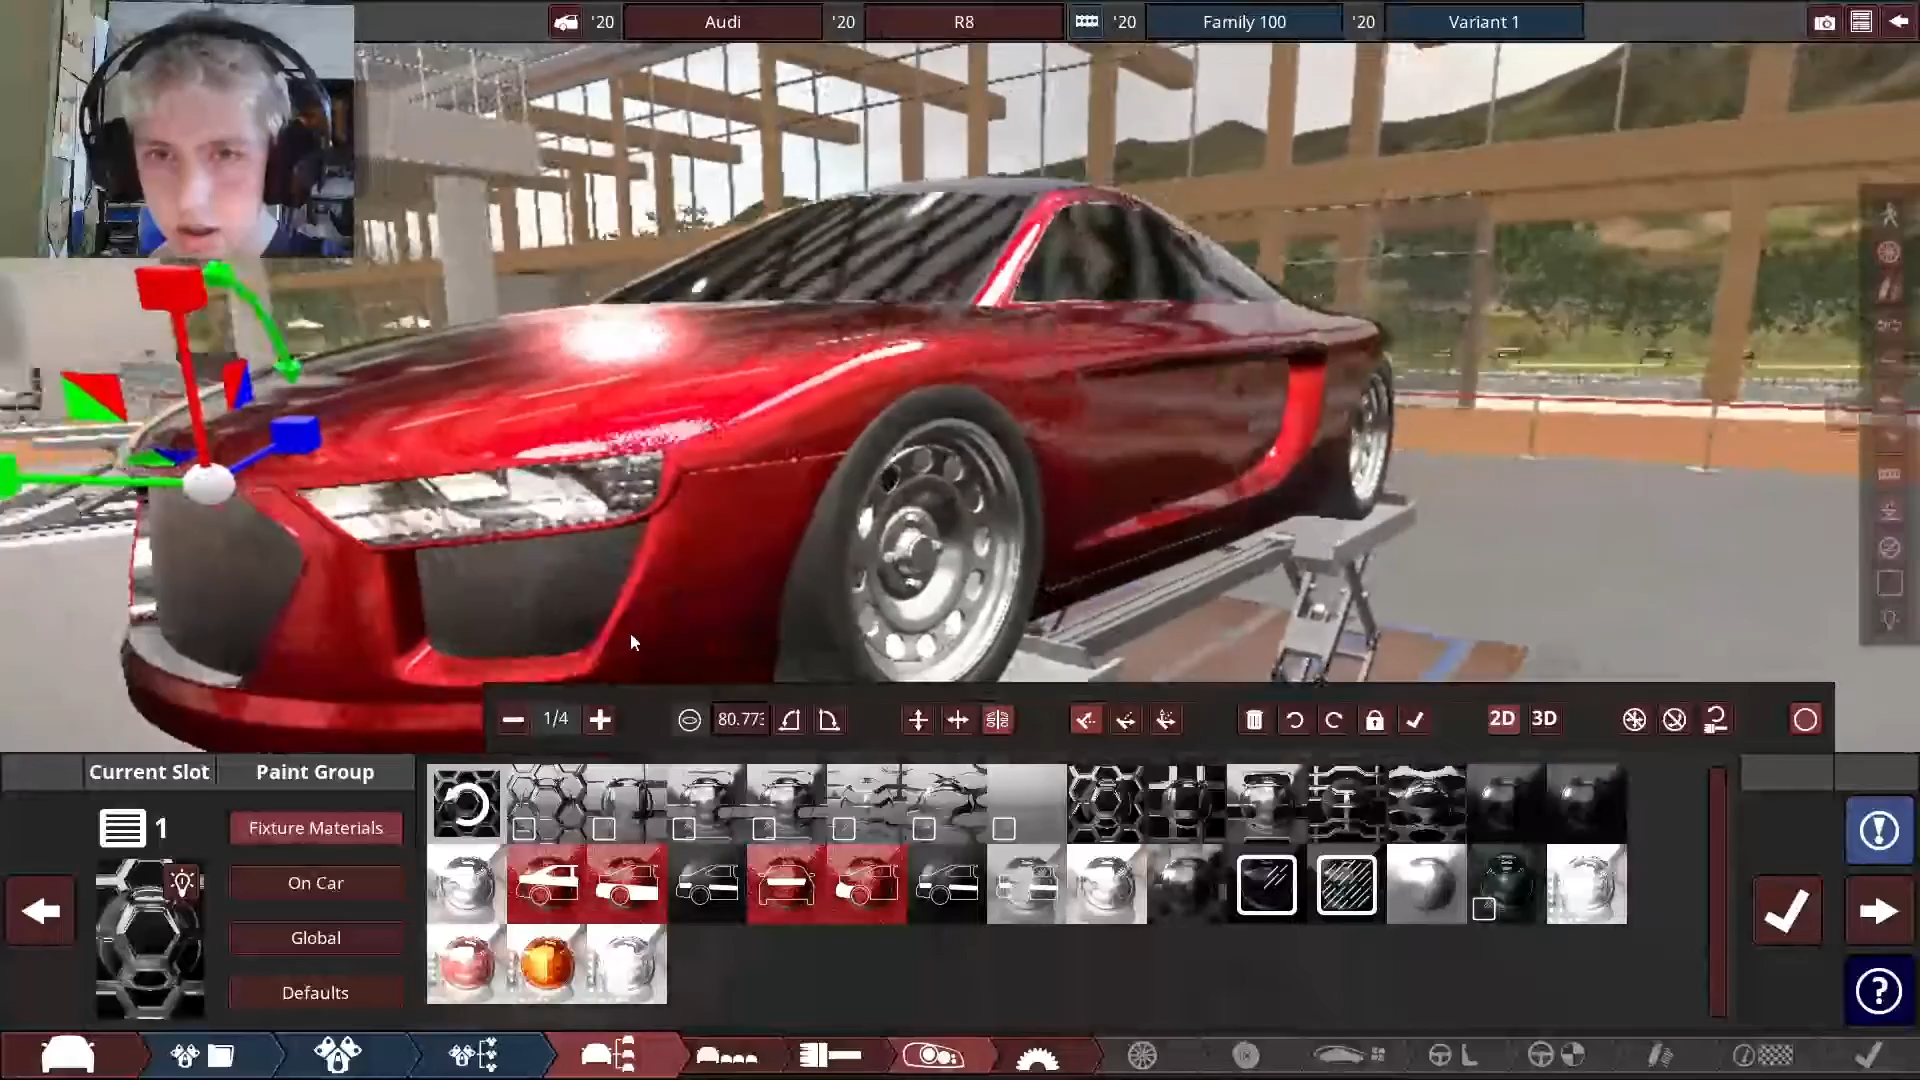 '20 Audi '20 R8 '20 Family 100 '20 Variant 1
1/4 80.773 2D 3D
Current Slot Paint Group
1 Fixture Materials
On Car
Global
Defaults